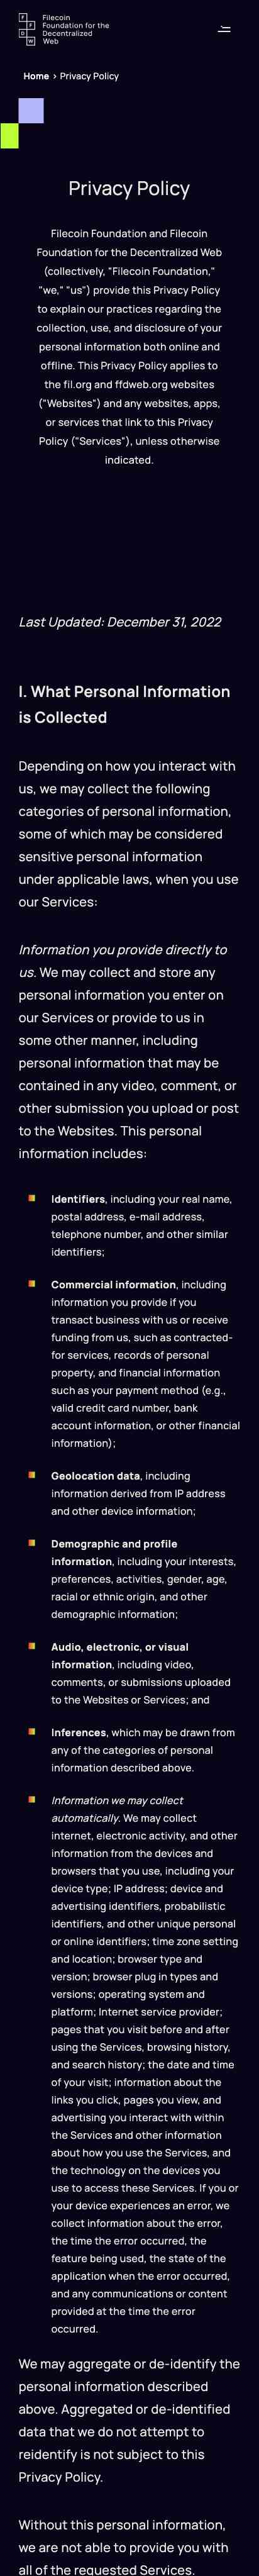 Filecoin
Foundation for the
Decentralized
Web
F
F
D
W
Home > Privacy Policy
Privacy Policy
Filecoin Foundation and Filecoin
Foundation for the Decentralized Web
(collectively, "Filecoin Foundation,"
"we," "us") provide this Privacy Policy
to explain our practices regarding the
collection, use, and disclosure of your
personal information both online and
offline. This Privacy Policy applies to
the fil.org and ffdweb.org websites
("Websites") and any websites, apps,
or services that link to this Privacy
Policy ("Services"), unless otherwise
indicated.
Last Updated: December 31, 2022
I. What Personal Information
is Collected
Depending on how you interact with
us, we may collect the following
categories of personal information,
some of which may be considered
sensitive personal information
under applicable laws, when you use
our Services:
Information you provide directly to
us. We may collect and store any
personal information you enter on
our Services or provide to us in
some other manner, including
personal information that may be
contained in any video, comment, or
other submission you upload or post
to the Websites. This personal
information includes:
Identifiers, including your real name,
postal address, e-mail address,
telephone number, and other similar
identifiers;
Commercial information, including
information you provide if you
transact business with us or receive
funding from us, such as contracted-
for services, records of personal
property, and financial information
such as your payment method (e.g.,
valid credit card number, bank
account information, or other financial
information);
Geolocation data, including
information derived from IP address
and other device information;
Demographic and profile
information, including your interests,
preferences, activities, gender, age,
racial or ethnic origin, and other
demographic information;
Audio, electronic, or visual
information, including video,
comments, or submissions uploaded
to the Websites or Services; and
Inferences, which may be drawn from
any of the categories of personal
information described above.
Information we may collect
automatically. We may collect
internet, electronic activity, and other
information from the devices and
browsers that you use, including your
device type; IP address; device and
advertising identifiers, probabilistic
identifiers, and other unique personal
or online identifiers; time zone setting
and location; browser type and
version; browser plug in types and
versions; operating system and
platform; Internet service provider;
pages that you visit before and after
using the Services, browsing history,
and search history; the date and time
of your visit; information about the
links you click, pages you view, and
advertising you interact with within
the Services and other information
about how you use the Services, and
the technology on the devices you
use to access these Services. If you or
your device experiences an error, we
collect information about the error,
the time the error occurred, the
feature being used, the state of the
application when the error occurred,
and any communications or content
provided at the time the error
occurred.
We may aggregate or de-identify the
personal information described
above. Aggregated or de-identified
data that we do not attempt to
reidentify is not subject to this
Privacy Policy.
Without this personal information,
we are not able to provide you with
all of the requested Services.